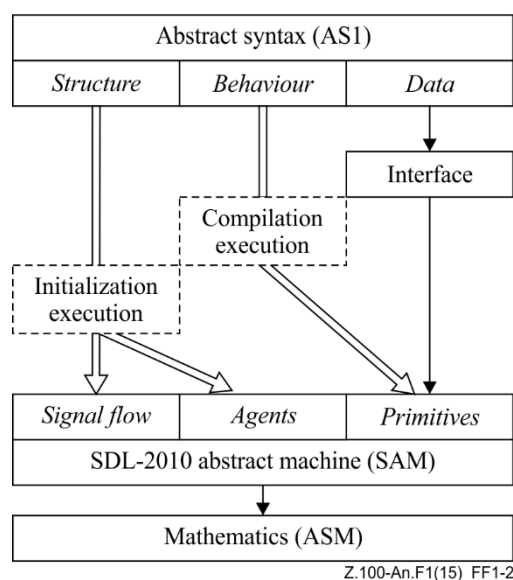 Abstract syntax (AS1)
Structure Behaviour Data
Interface
Compilation
execution
Initialization
execution
Signal flow Agents Primitives
SDL-2010 abstract machine (SAM)
Mathematics (ASM)
Z.100-An.F1(15)_FF1-2